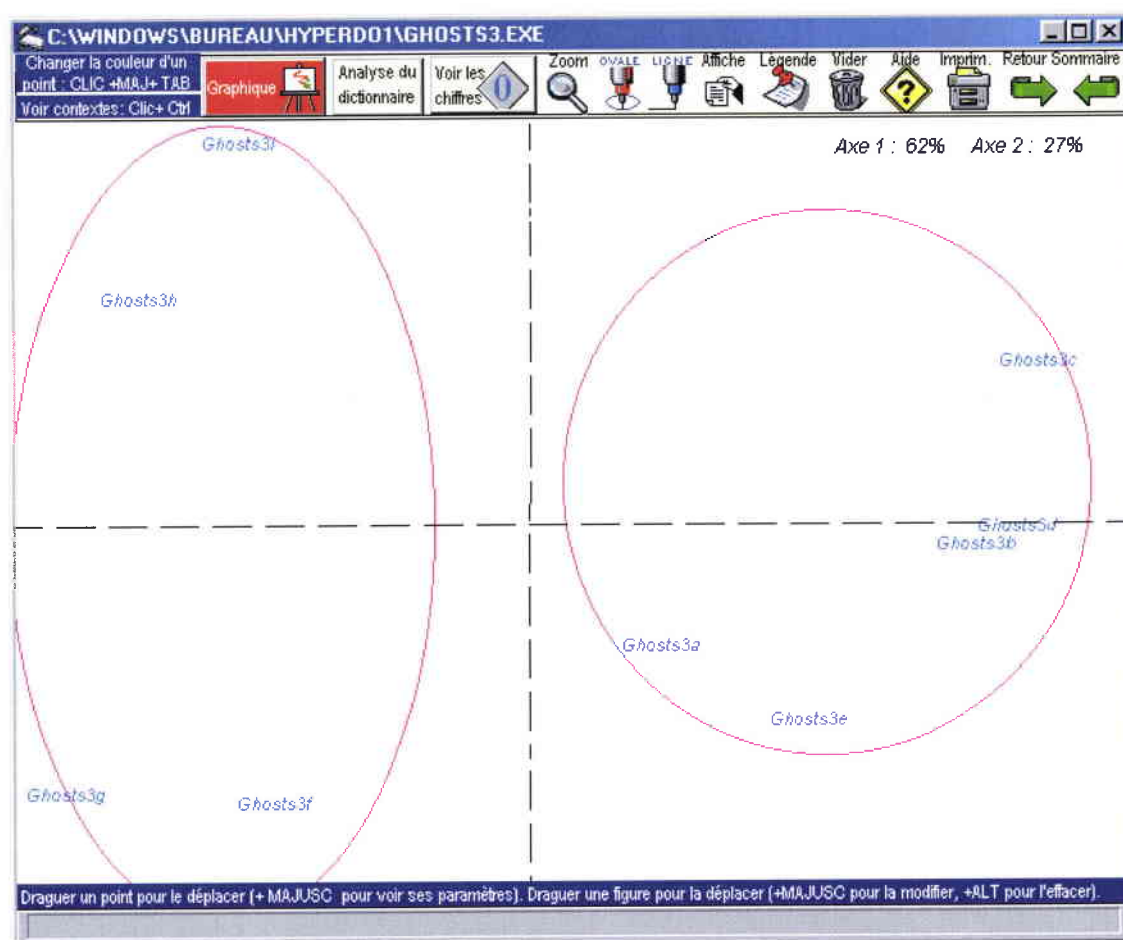 C:\WINDOWS\BUREAU\HYPERDO1\GHOSTS3.EXE
Changer la couleur d'un
point : CLIC +MAJ+ TAB
Voir contextes: Clic+ Ctrl
Graphique
Analyse du
dictionnaire
Voir les
chiffres
0
Zoom OVALE LIGNE Affiche Légende Vider Aide Imprim. Retour Sommaire
?
Axe 1 : 62% Axe 2 : 27%
Ghosts3i
Ghosts3h
Ghosts3c
Ghosts3d
Ghosts3b
Ghosts3a
Ghosts3e
Ghosts3g
Ghosts3f
Draguer un point pour le déplacer (+ MAJUSC pour voir ses paramètres). Draguer une figure pour la déplacer (+MAJUSC pour la modifier, +ALT pour l'effacer).